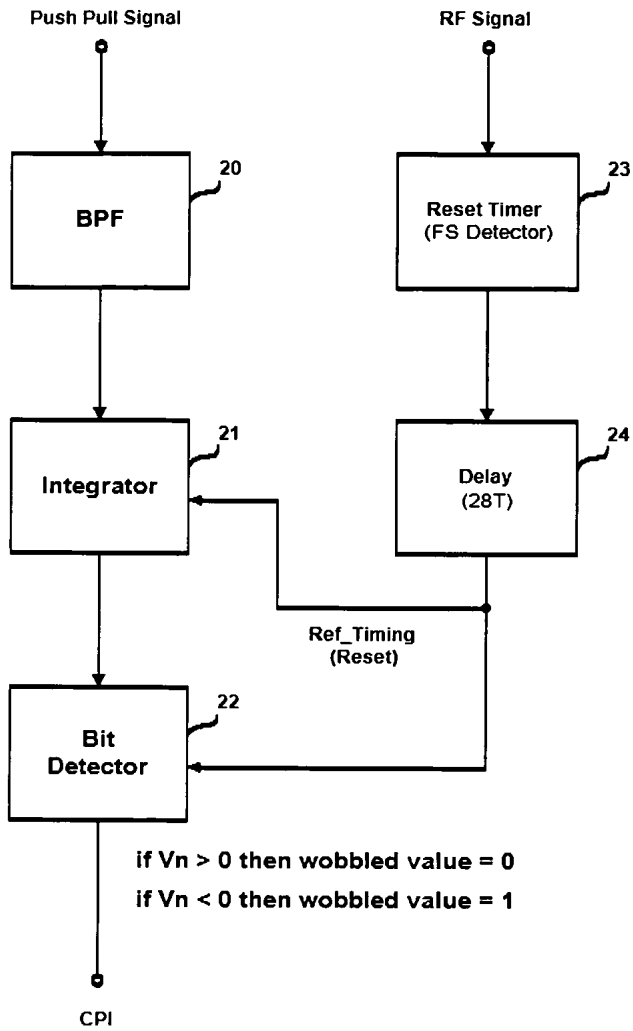 Push Pull Signal
RF Signal
20
BPF
23
Reset Timer
(FS Detector)
21
Integrator
24
Delay
(28T)
Ref_Timing
(Reset)
22
Bit
Detector
if Vn > 0 then wobbled value = 0
if Vn < 0 then wobbled value = 1
CPI